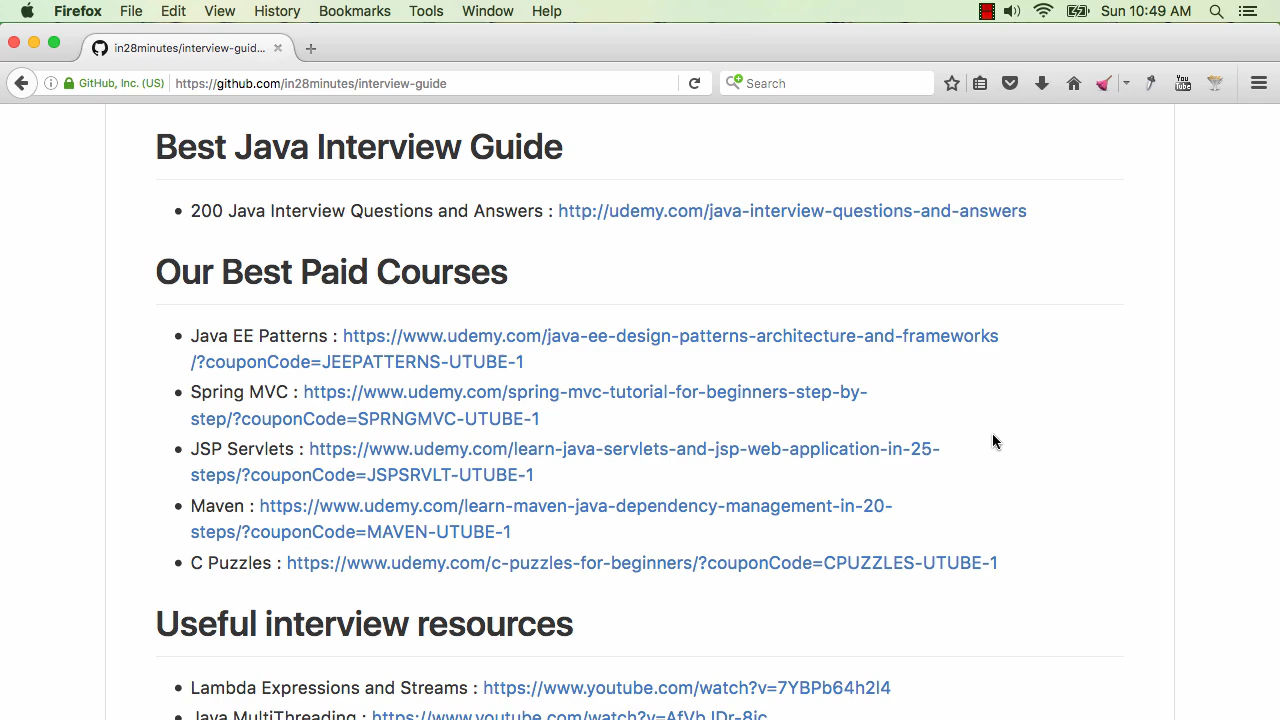 Firefox File Edit View History Bookmarks Tools Window Help Sun 10:49 AM
in28minutes/interview-guid...
GitHub, Inc. (US) https://github.com/in28minutes/interview-guide Search You Tube
Best Java Interview Guide
200 Java Interview Questions and Answers : http://udemy.com/java-interview-questions-and-answers
Our Best Paid Courses
Java EE Patterns : https://www.udemy.com/java-ee-design-patterns-architecture-and-frameworks
/?couponCode=JEEPATTERNS-UTUBE-1
Spring MVC : https://www.udemy.com/spring-mvc-tutorial-for-beginners-step-by-
step/?couponCode=SPRNGMVC-UTUBE-1
JSP Servlets : https://www.udemy.com/learn-java-servlets-and-jsp-web-application-in-25-
steps/?couponCode=JSPSRVLT-UTUBE-1
Maven : https://www.udemy.com/learn-maven-java-dependency-management-in-20-
steps/?couponCode=MAVEN-UTUBE-1
C Puzzles : https://www.udemy.com/c-puzzles-for-beginners/?couponCode=CPUZZLES-UTUBE-1
Useful interview resources
Lambda Expressions and Streams : https://www.youtube.com/watch?v=7YBPb64h2l4
Java MultiThreading :